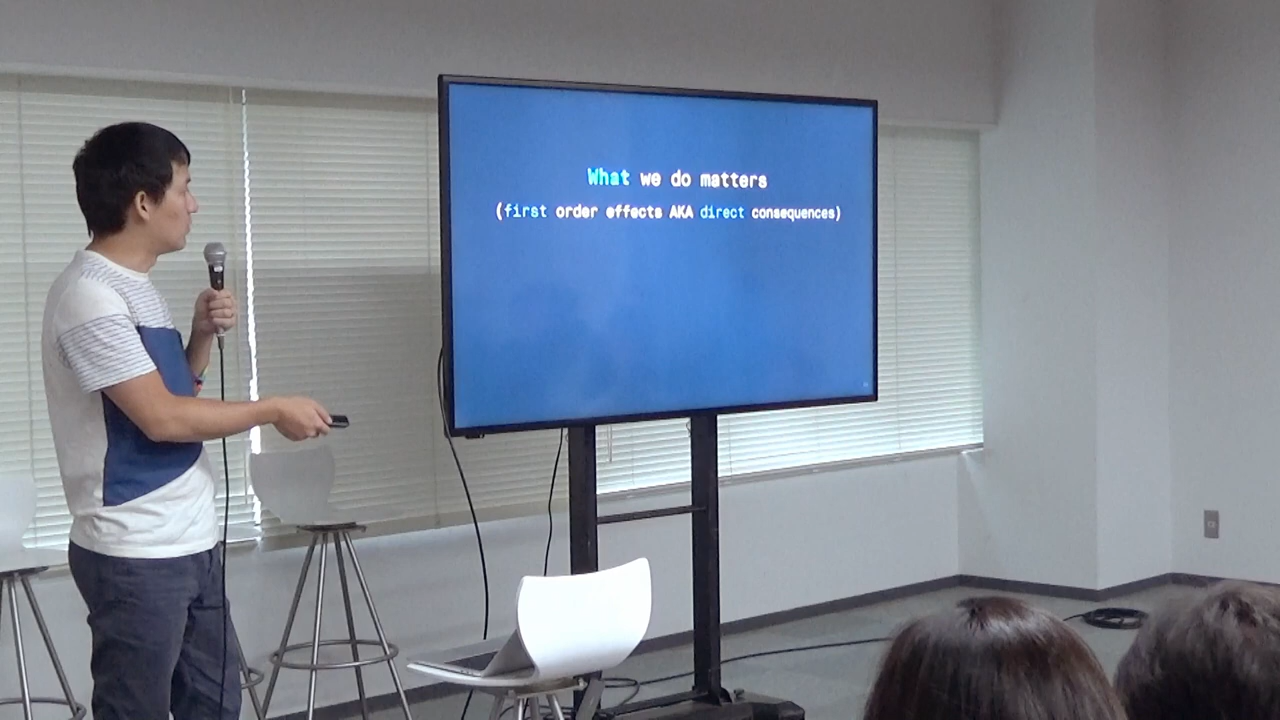 What we do matters
(first order effects AKA direct consequences)